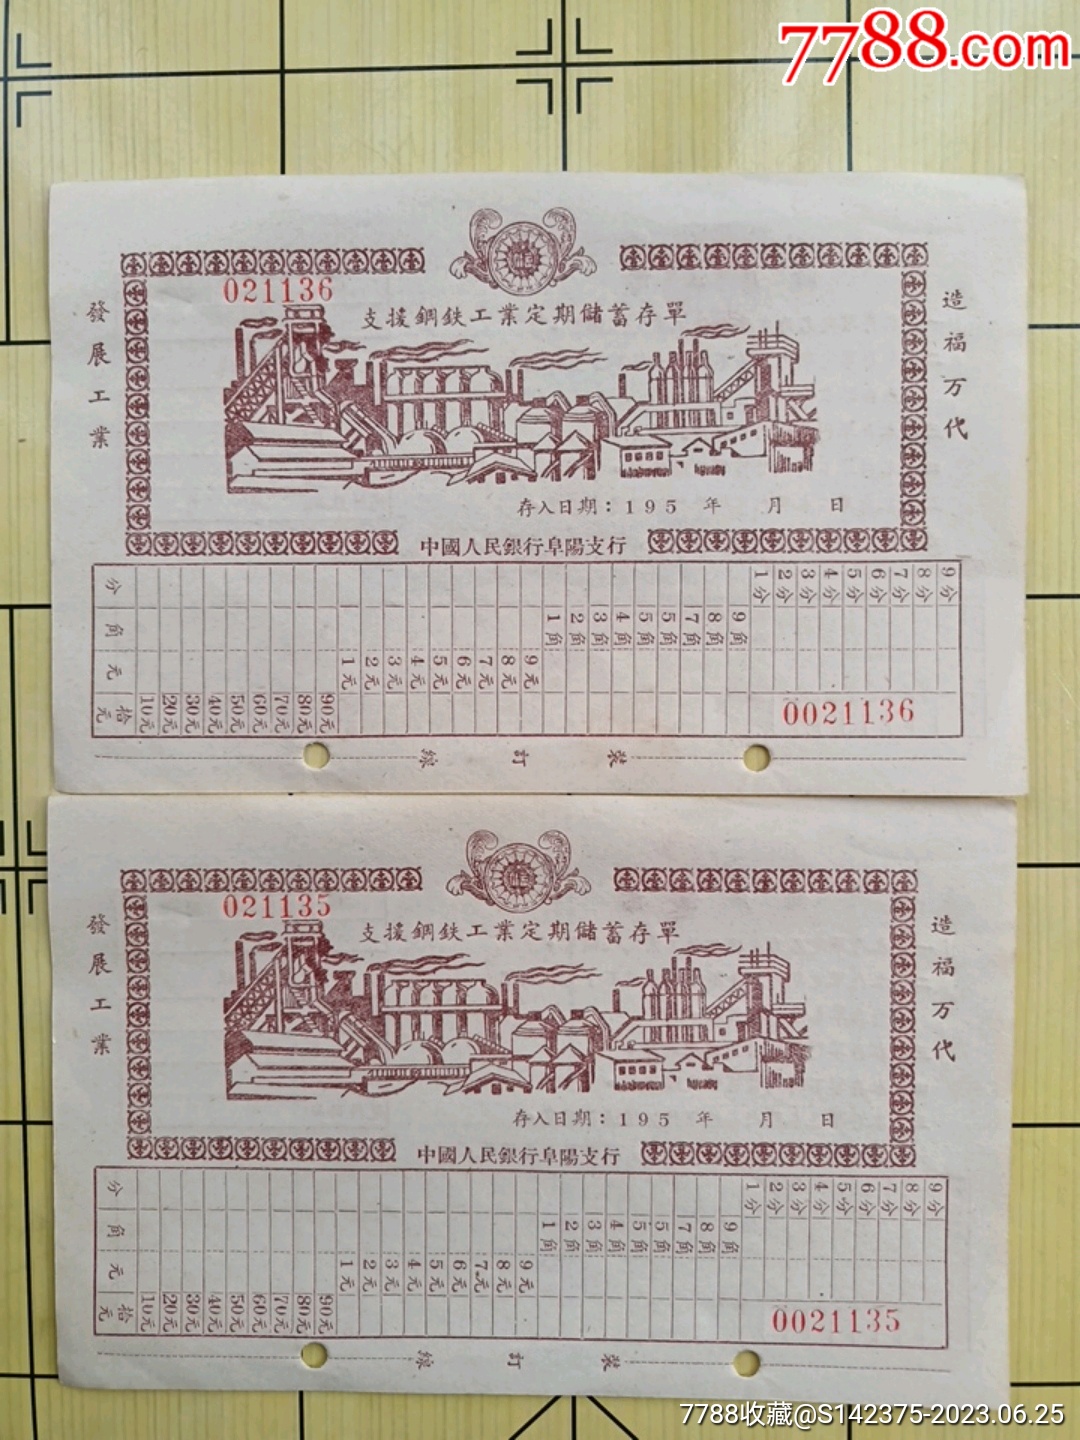 7788.com
021136
支援鋼鉄工業定期儲蓄存單
發展工業
造福万代
存入日期：195 年 月 日
中國人民銀行阜陽支行
分
角
元
拾元
10元 20元 30元 40元 50元 60元 70元 80元 90元
1元 2元 3元 4元 5元 6元 7元 8元 9元
1角 2角 3角 4角 5角 5角 7角 8角 9角
1分 2分 3分 4分 5分 6分 7分 8分 9分
0021136
裝 訂 線
021135
支援鋼鉄工業定期儲蓄存單
發展工業
造福万代
存入日期：195 年 月 日
中國人民銀行阜陽支行
分
角
元
拾元
10元 20元 30元 40元 50元 60元 70元 80元 90元
1元 2元 3元 4元 5元 6元 7元 8元 9元
1角 2角 3角 4角 5角 5角 7角 8角 9角
1分 2分 3分 4分 5分 6分 7分 8分 9分
0021135
裝 訂 線
7788收藏@S142375-2023.06.25